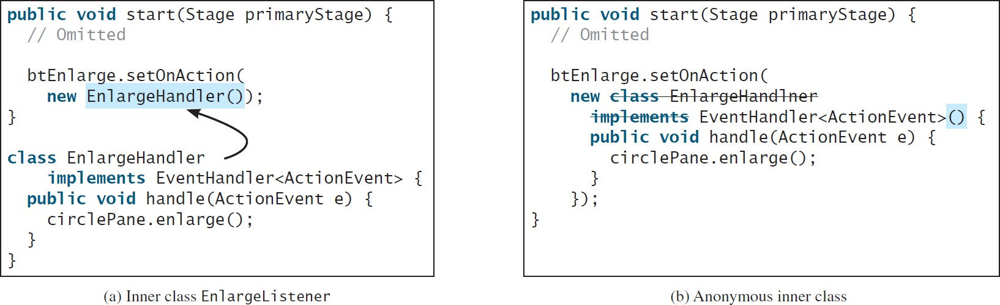 public void start(Stage primaryStage) {
  // Omitted

  btEnlarge.setOnAction(
    new EnlargeHandler());
}

class EnlargeHandler
    implements EventHandler<ActionEvent> {
  public void handle(ActionEvent e) {
    circlePane.enlarge();
  }
}
(a) Inner class EnlargeListener
public void start(Stage primaryStage) {
  // Omitted

  btEnlarge.setOnAction(
    new class EnlargeHandlner
      implements EventHandler<ActionEvent>() {
      public void handle(ActionEvent e) {
        circlePane.enlarge();
      }
    });
}
(b) Anonymous inner class